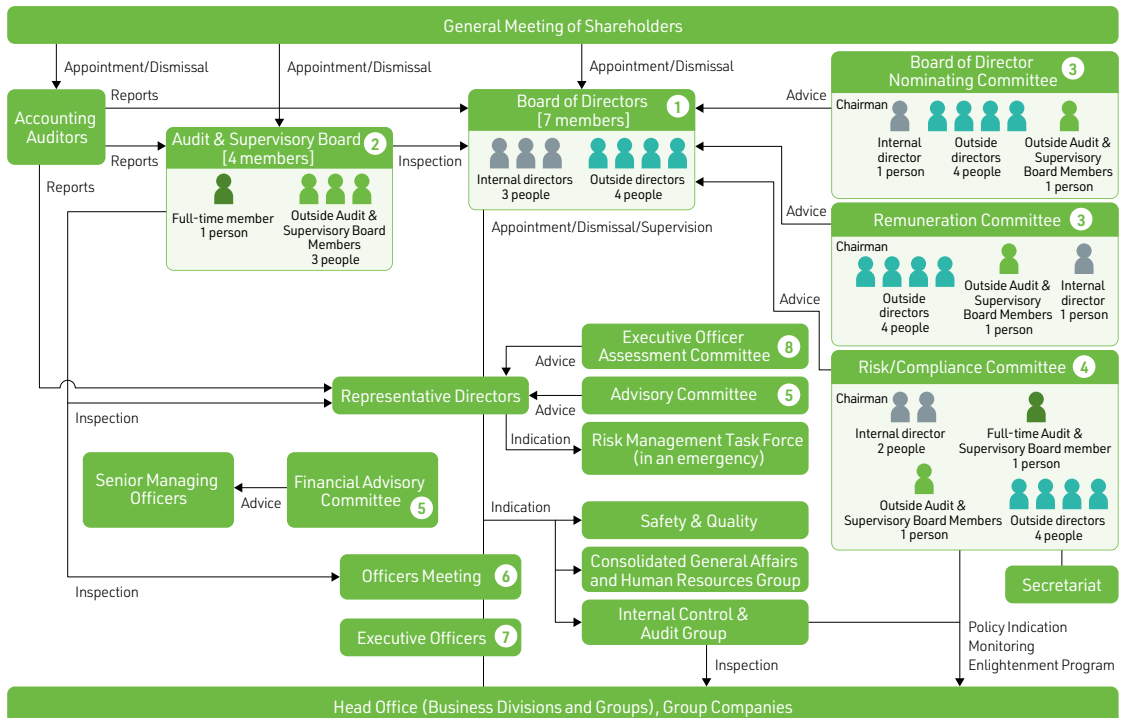 General Meeting of Shareholders
Appointment/Dismissal
Appointment/Dismissal
Appointment/Dismissal
Accounting
Auditors
Reports
Reports
Reports
Audit & Supervisory Board 2
[4 members]
Full-time member
1 person
Outside Audit &
Supervisory Board
Members
3 people
Inspection
Board of Directors 1
[7 members]
Internal directors
3 people
Outside directors
4 people
Appointment/Dismissal/Supervision
Advice
Board of Director
Nominating Committee 3
Chairman
Internal
director
1 person
Outside
directors
4 people
Outside Audit &
Supervisory
Board Members
1 person
Advice
Remuneration Committee 3
Chairman
Outside
directors
4 people
Outside Audit &
Supervisory
Board Members
1 person
Internal
director
1 person
Advice
Risk/Compliance Committee 4
Chairman
Internal director
2 people
Full-time Audit &
Supervisory Board member
1 person
Outside Audit &
Supervisory Board Members
1 person
Outside directors
4 people
Secretariat
Executive Officer
Assessment Committee 8
Advice
Representative Directors
Advisory Committee 5
Advice
Inspection
Indication
Risk Management Task Force
(in an emergency)
Senior Managing
Officers
Advice
Financial Advisory
Committee 5
Indication
Safety & Quality
Consolidated General Affairs
and Human Resources Group
Internal Control &
Audit Group
Officers Meeting 6
Inspection
Executive Officers 7
Inspection
Policy Indication
Monitoring
Enlightenment Program
Head Office (Business Divisions and Groups), Group Companies